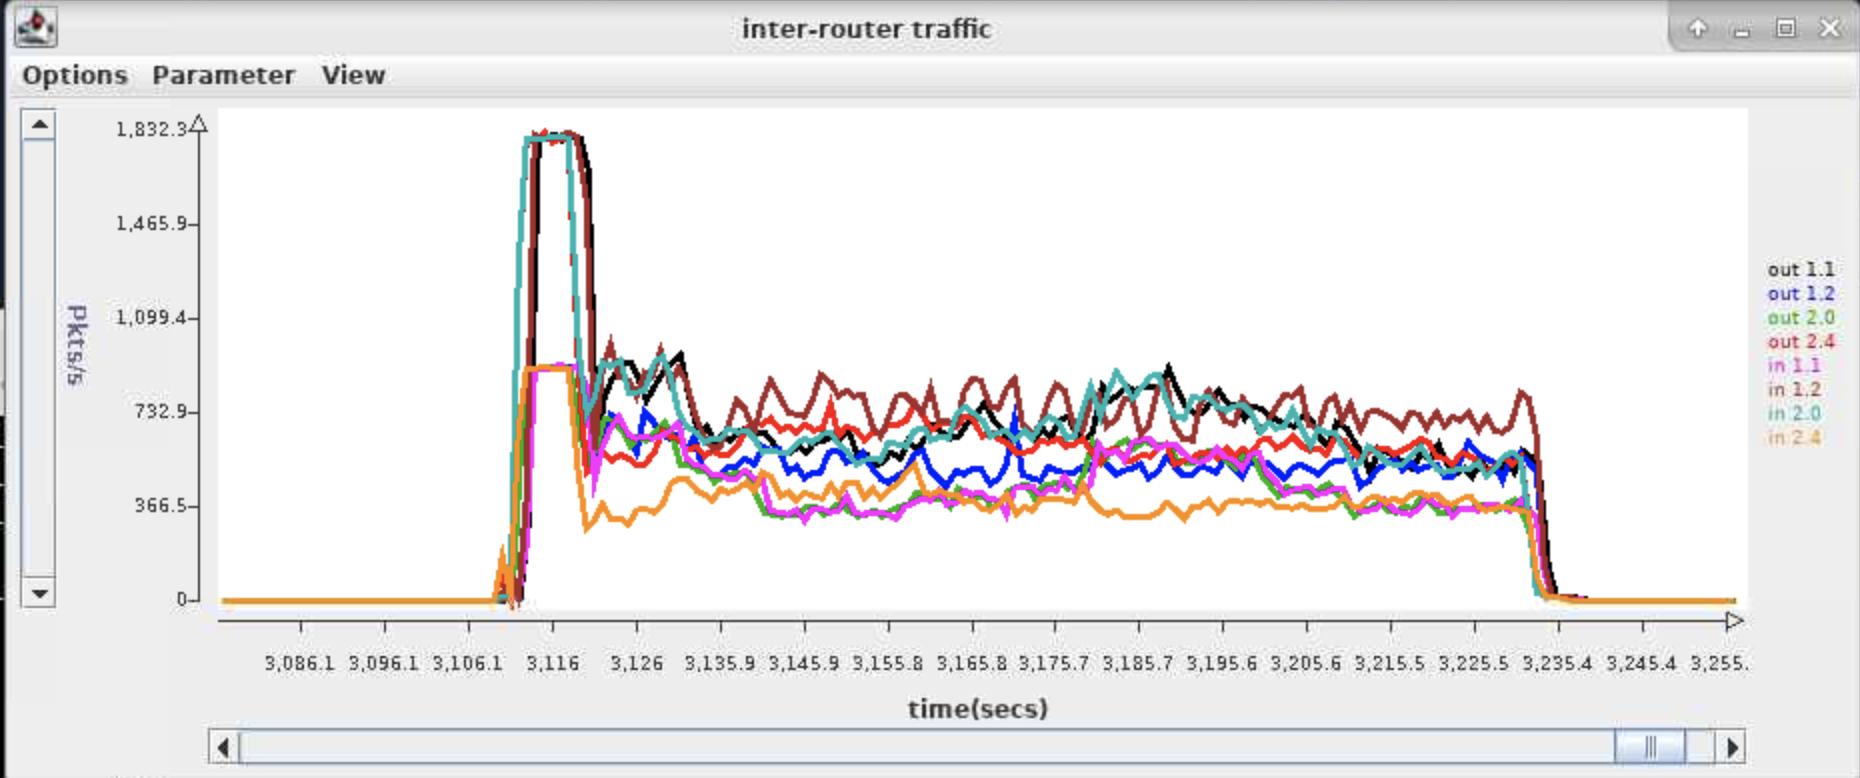 inter-router traffic
Options Parameter View
1,832.3
1,465.9
1,099.4
732.9
366.5
0
Pkts/s
out 1.1
out 1.2
out 2.0
out 2.4
in 1.1
in 1.2
in 2.0
in 2.4
3,086.1 3,096.1 3,106.1 3,116 3,126 3,135.9 3,145.9 3,155.8 3,165.8 3,175.7 3,185.7 3,195.6 3,205.6 3,215.5 3,225.5 3,235.4 3,245.4 3,255.
time(secs)